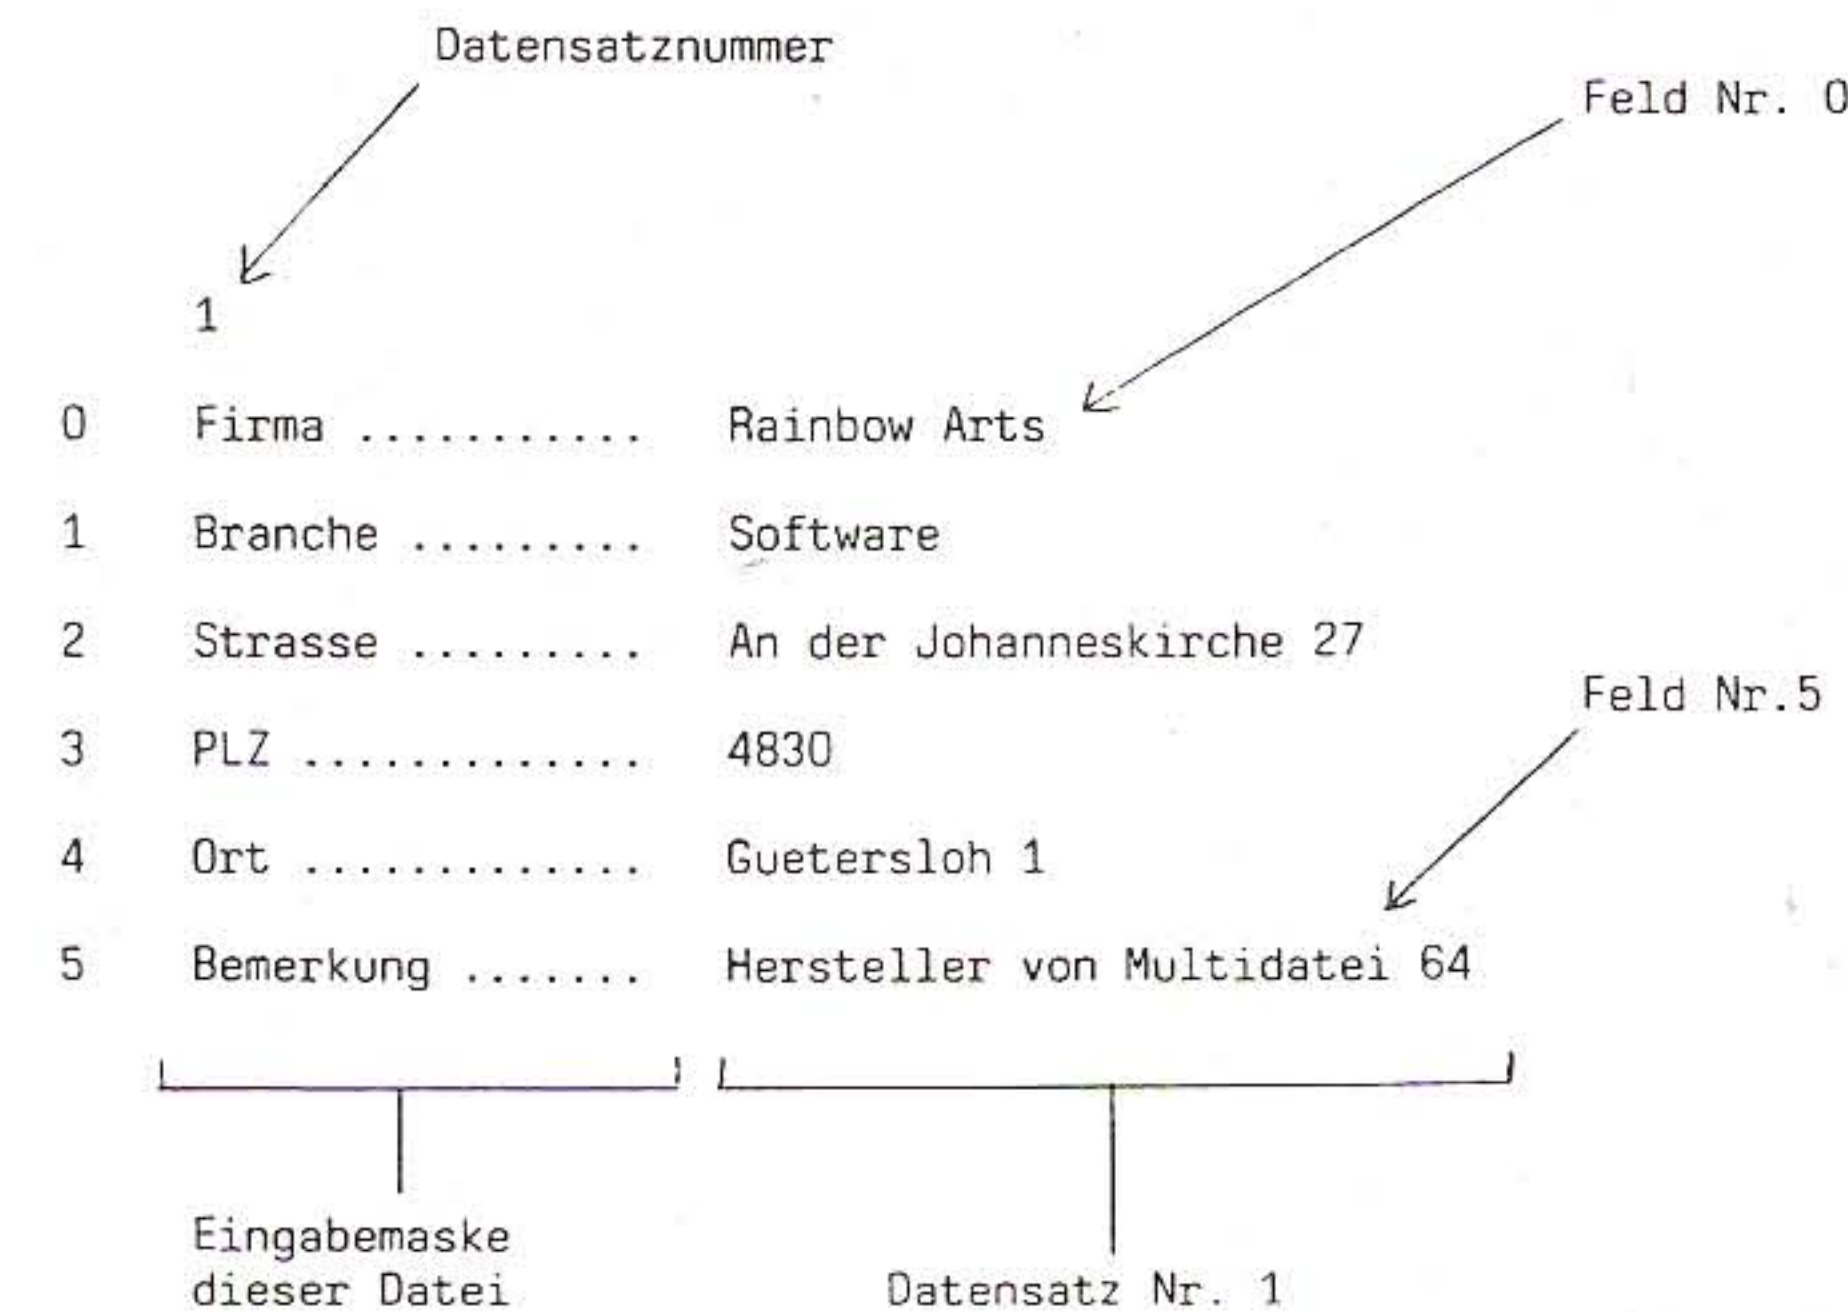 Datensatznummer
Feld Nr. 0
1
0 Firma ........... Rainbow Arts
1 Branche ......... Software
2 Strasse ......... An der Johanneskirche 27
Feld Nr.5
3 PLZ ............. 4830
4 Ort ............. Guetersloh 1
5 Bemerkung ....... Hersteller von Multidatei 64
Eingabemaske
dieser Datei Datensatz Nr. 1